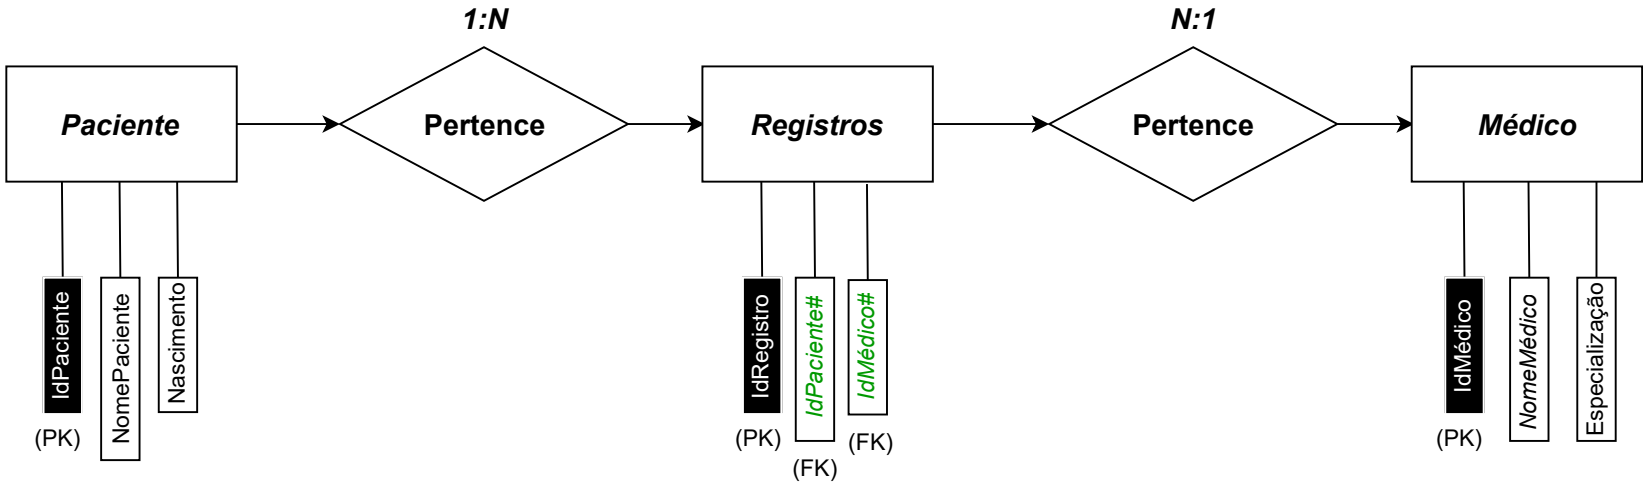 1:N
N:1
Paciente
Pertence
Registros
Pertence
Médico
IdPaciente
NomePaciente
Nascimento
IdRegistro
IdPaciente#
IdMédico#
IdMédico
NomeMédico
Especialização
(PK)
(PK)
(FK)
(FK)
(PK)